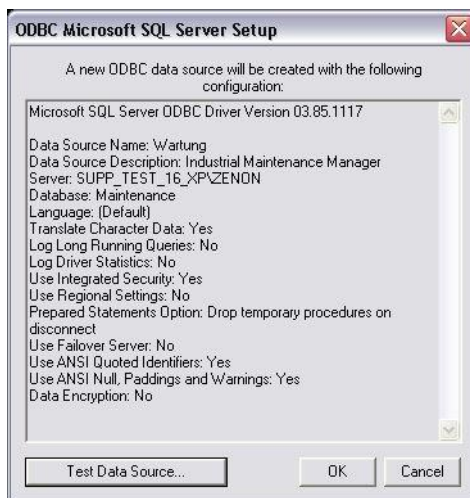 ODBC Microsoft SQL Server Setup
A new ODBC data source will be created with the following
configuration:
Microsoft SQL Server ODBC Driver Version 03.85.1117
Data Source Name: Wartung
Data Source Description: Industrial Maintenance Manager
Server: SUPP_TEST_16_XP\ZENON
Database: Maintenance
Language: (Default)
Translate Character Data: Yes
Log Long Running Queries: No
Log Driver Statistics: No
Use Integrated Security: Yes
Use Regional Settings: No
Prepared Statements Option: Drop temporary procedures on
disconnect
Use Failover Server: No
Use ANSI Quoted Identifiers: Yes
Use ANSI Null, Paddings and Warnings: Yes
Data Encryption: No
Test Data Source...
OK
Cancel